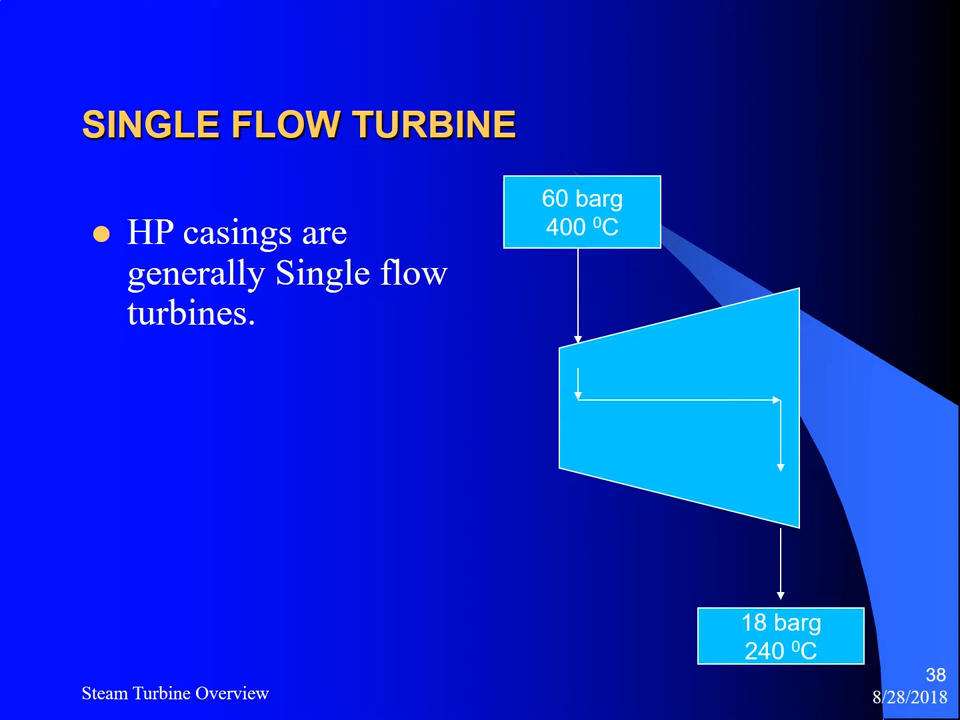 SINGLE FLOW TURBINE
HP casings are
generally Single flow
turbines.
60 barg
400 ⁰C
18 barg
240 ⁰C
Steam Turbine Overview
38
8/28/2018